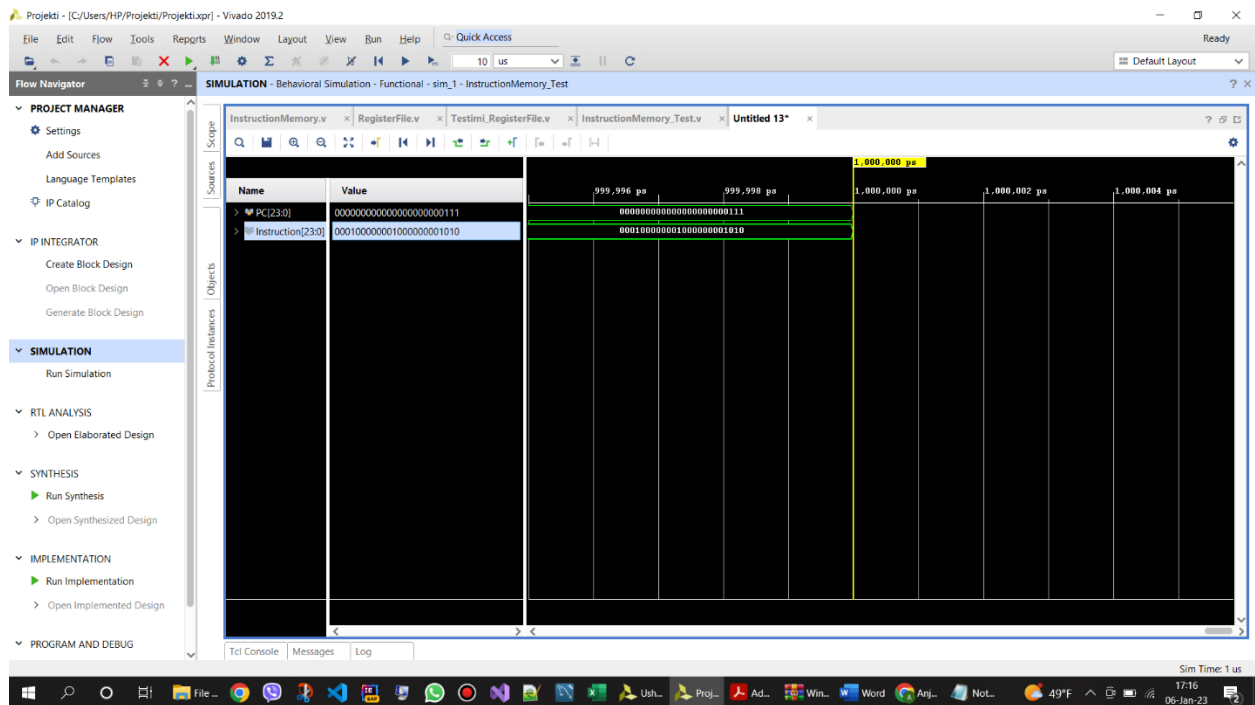 Projekti - [C:/Users/HP/Projekti/Projekti.xpr] - Vivado 2019.2
File Edit Flow Tools Reports Window Layout View Run Help Quick Access Ready
10 us Default Layout
Flow Navigator SIMULATION - Behavioral Simulation - Functional - sim_1 - InstructionMemory_Test
PROJECT MANAGER
Settings
Add Sources
Language Templates
IP Catalog
IP INTEGRATOR
Create Block Design
Open Block Design
Generate Block Design
SIMULATION
Run Simulation
RTL ANALYSIS
Open Elaborated Design
SYNTHESIS
Run Synthesis
Open Synthesized Design
IMPLEMENTATION
Run Implementation
Open Implemented Design
PROGRAM AND DEBUG
Scope
Sources
Objects
Protocol Instances
InstructionMemory.v RegisterFile.v Testimi_RegisterFile.v InstructionMemory_Test.v Untitled 13*
1,000,000 ps
Name Value 999,996 ps 999,998 ps 1,000,000 ps 1,000,002 ps 1,000,004 ps
PC[23:0] 000000000000000000000111 000000000000000000000111
Instruction[23:0] 000100000001000000001010 000100000001000000001010
Tcl Console Messages Log
Sim Time: 1 us
File ... Ush... Proj... Ad... Win... Word Anj... Not... 49°F 17:16
06-Jan-23